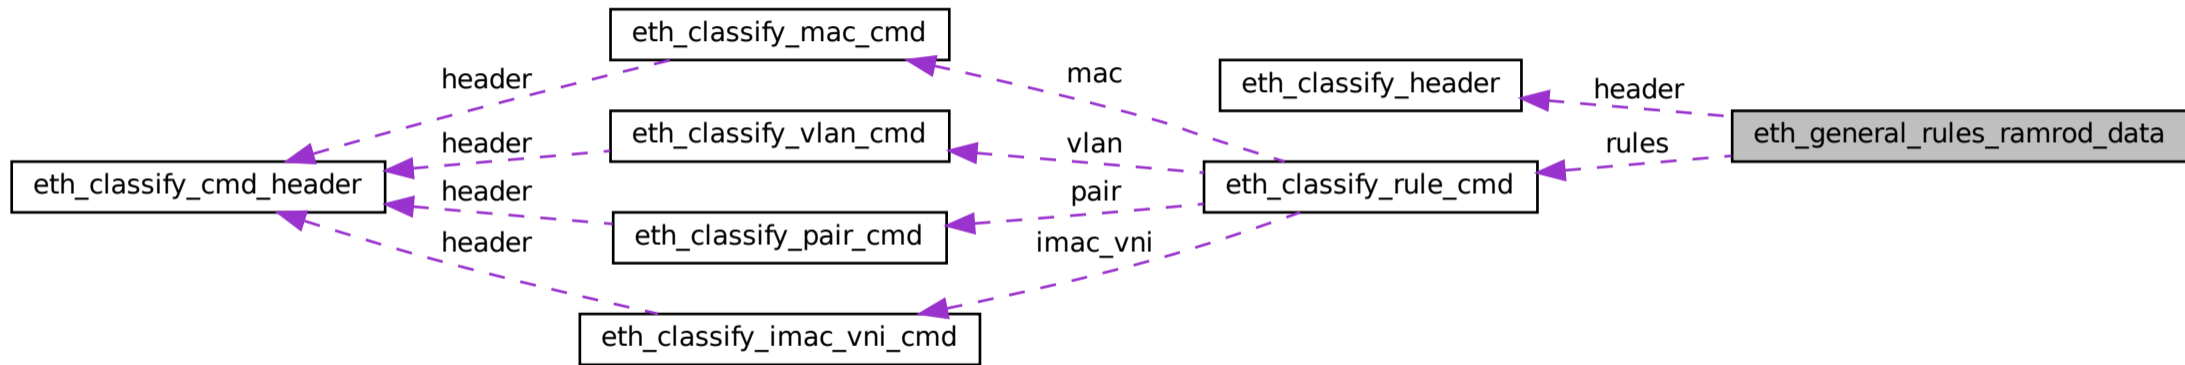 eth_classify_mac_cmd
header
mac
eth_classify_header
header
eth_classify_vlan_cmd
eth_general_rules_ramrod_data
header
vlan
rules
eth_classify_cmd_header
header
pair
eth_classify_rule_cmd
eth_classify_pair_cmd
header
imac_vni
eth_classify_imac_vni_cmd